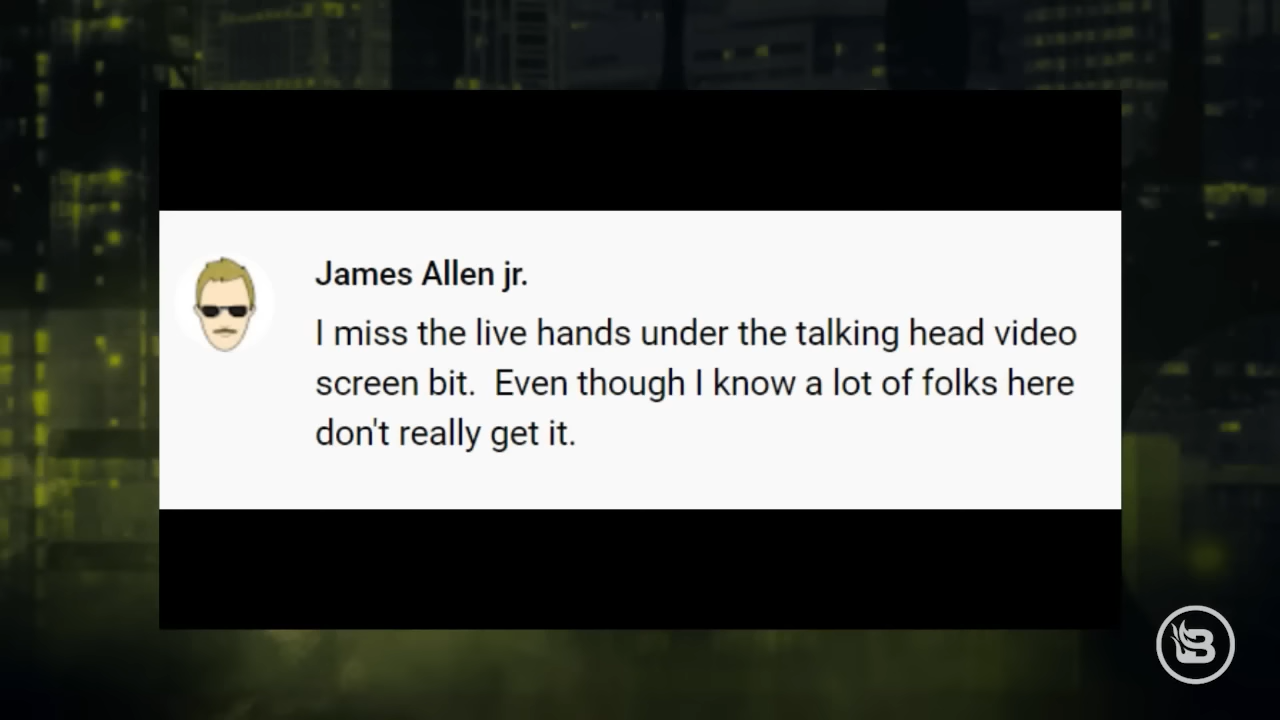 James Allen jr.
I miss the live hands under the talking head video
screen bit.  Even though I know a lot of folks here
don't really get it.
B